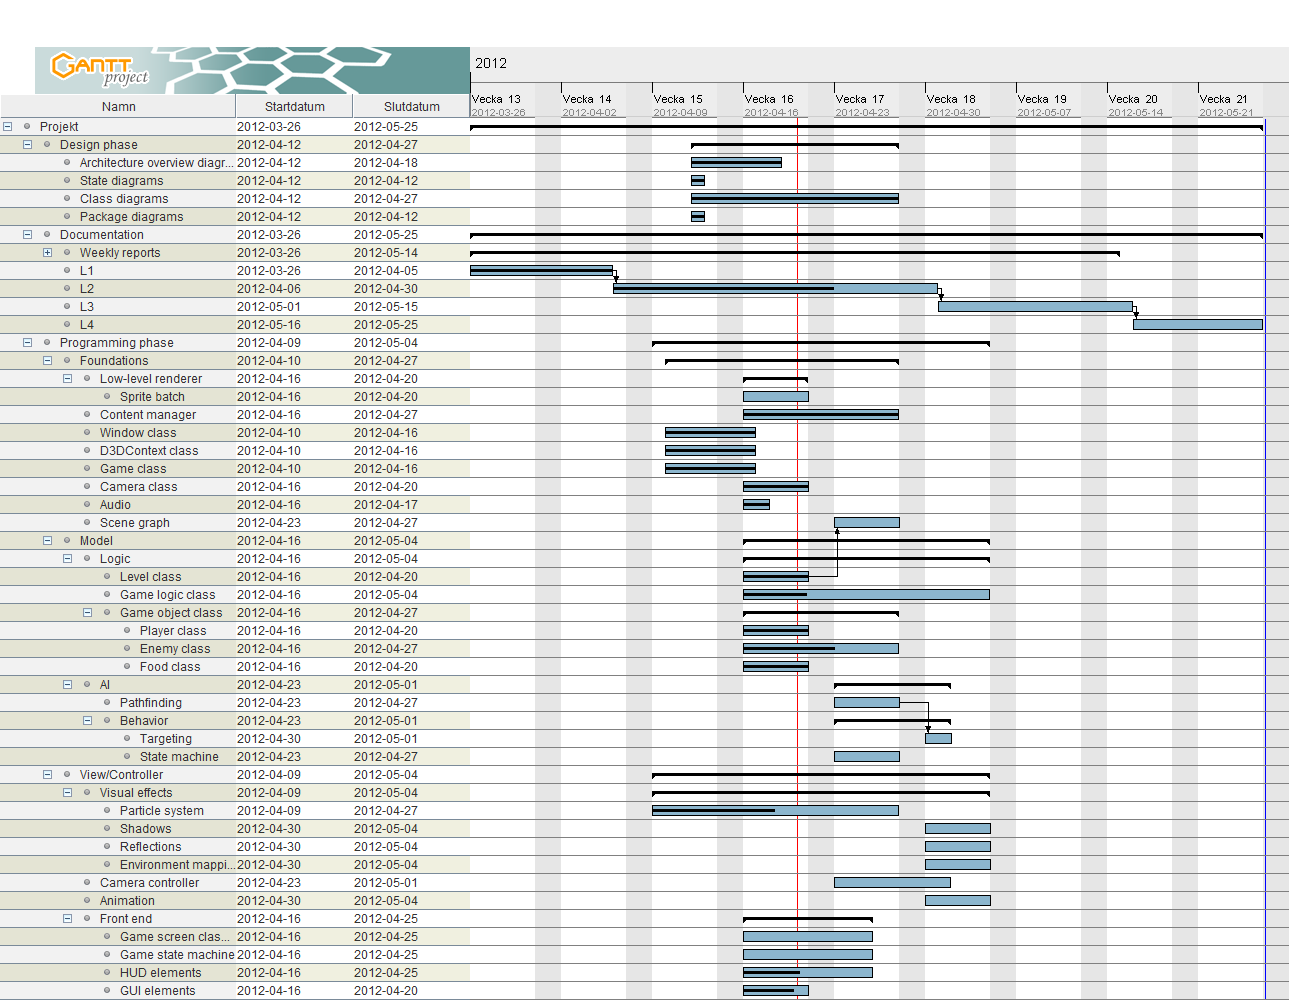 GANTT
project
2012
Namn Startdatum Slutdatum
Vecka 13 Vecka 14 Vecka 15 Vecka 16 Vecka 17 Vecka 18 Vecka 19 Vecka 20 Vecka 21
2012-03-26 2012-04-02 2012-04-09 2012-04-16 2012-04-23 2012-04-30 2012-05-07 2012-05-14 2012-05-21
Projekt 2012-03-26 2012-05-25
Design phase 2012-04-12 2012-04-27
Architecture overview diagr... 2012-04-12 2012-04-18
State diagrams 2012-04-12 2012-04-12
Class diagrams 2012-04-12 2012-04-27
Package diagrams 2012-04-12 2012-04-12
Documentation 2012-03-26 2012-05-25
Weekly reports 2012-03-26 2012-05-14
L1 2012-03-26 2012-04-05
L2 2012-04-06 2012-04-30
L3 2012-05-01 2012-05-15
L4 2012-05-16 2012-05-25
Programming phase 2012-04-09 2012-05-04
Foundations 2012-04-10 2012-04-27
Low-level renderer 2012-04-16 2012-04-20
Sprite batch 2012-04-16 2012-04-20
Content manager 2012-04-16 2012-04-27
Window class 2012-04-10 2012-04-16
D3DContext class 2012-04-10 2012-04-16
Game class 2012-04-10 2012-04-16
Camera class 2012-04-16 2012-04-20
Audio 2012-04-16 2012-04-17
Scene graph 2012-04-23 2012-04-27
Model 2012-04-16 2012-05-04
Logic 2012-04-16 2012-05-04
Level class 2012-04-16 2012-04-20
Game logic class 2012-04-16 2012-05-04
Game object class 2012-04-16 2012-04-27
Player class 2012-04-16 2012-04-20
Enemy class 2012-04-16 2012-04-27
Food class 2012-04-16 2012-04-20
AI 2012-04-23 2012-05-01
Pathfinding 2012-04-23 2012-04-27
Behavior 2012-04-23 2012-05-01
Targeting 2012-04-30 2012-05-01
State machine 2012-04-23 2012-04-27
View/Controller 2012-04-09 2012-05-04
Visual effects 2012-04-09 2012-05-04
Particle system 2012-04-09 2012-04-27
Shadows 2012-04-30 2012-05-04
Reflections 2012-04-30 2012-05-04
Environment mappi... 2012-04-30 2012-05-04
Camera controller 2012-04-23 2012-05-01
Animation 2012-04-30 2012-05-04
Front end 2012-04-16 2012-04-25
Game screen clas... 2012-04-16 2012-04-25
Game state machine 2012-04-16 2012-04-25
HUD elements 2012-04-16 2012-04-25
GUI elements 2012-04-16 2012-04-20